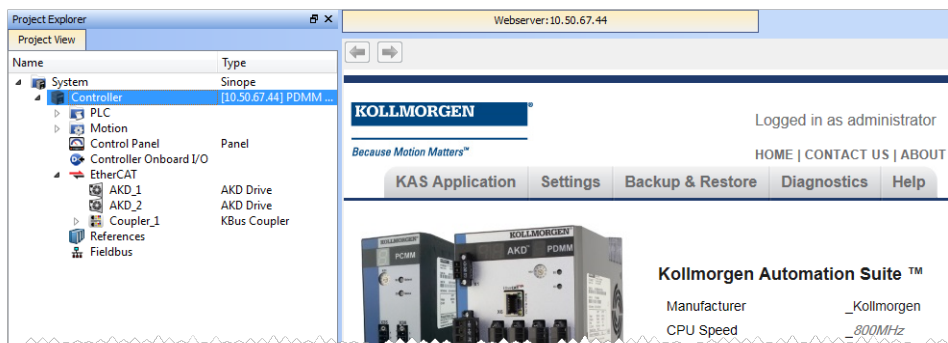 Project Explorer
Project View
Name Type
System Sinope
Controller [10.50.67.44] PDMM ...
PLC
Motion
Control Panel Panel
Controller Onboard I/O
EtherCAT
AKD_1 AKD Drive
AKD_2 AKD Drive
Coupler_1 KBus Coupler
References
Fieldbus
Webserver:10.50.67.44
KOLLMORGEN®
Because Motion Matters™
Logged in as administrator
HOME | CONTACT US | ABOUT
KAS Application Settings Backup & Restore Diagnostics Help
KOLLMORGEN
PCMM
KOLLMORGEN
AKD™ PDMM
Kollmorgen Automation Suite ™
Manufacturer _Kollmorgen
CPU Speed _800MHz